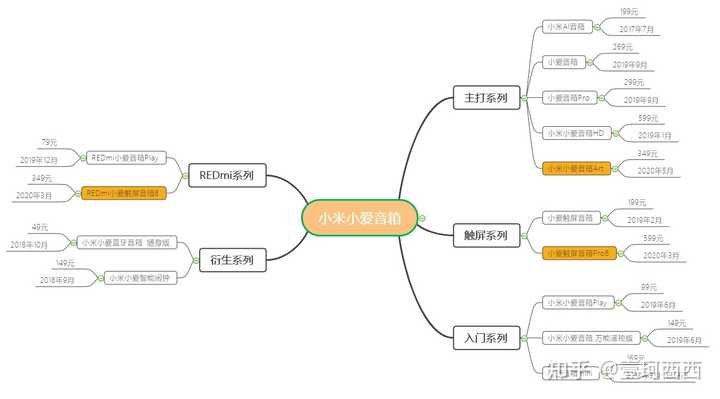 小米小爱音箱
主打系列
小米AI音箱
199元
2017年7月
小爱音箱
269元
2019年9月
小爱音箱Pro
299元
2019年9月
小米小爱音箱HD
599元
2019年1月
小米小爱音箱Art
349元
2020年5月
触屏系列
小爱触屏音箱
199元
2019年2月
小爱触屏音箱Pro8
599元
2020年3月
入门系列
小米小爱音箱Play
99元
2019年6月
小米小爱音箱 万能遥控版
149元
2019年6月
169元
REDmi系列
REDmi小爱音箱Play
79元
2019年12月
REDmi小爱触屏音箱8
349元
2020年3月
衍生系列
小米小爱蓝牙音箱 随身版
49元
2018年10月
小米小爱智能闹钟
149元
2018年9月
知乎 @壹珂西西